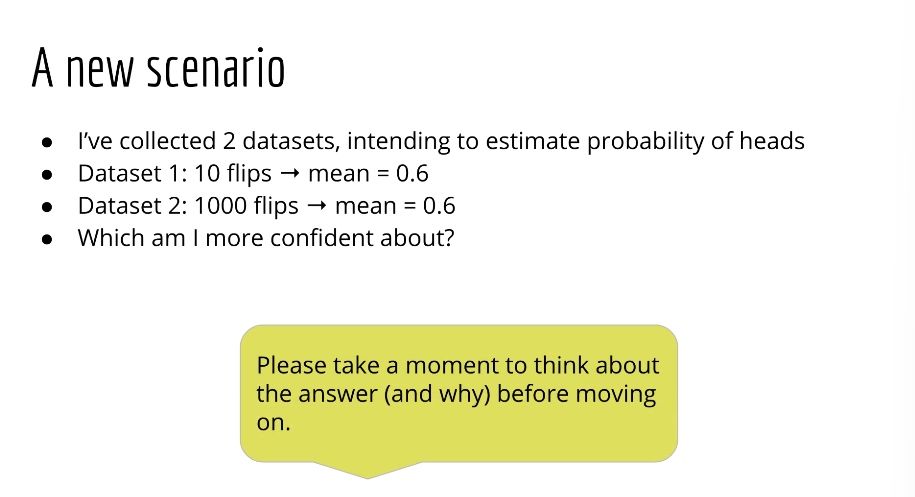 A new scenario
● I’ve collected 2 datasets, intending to estimate probability of heads
● Dataset 1: 10 flips → mean = 0.6
● Dataset 2: 1000 flips → mean = 0.6
● Which am I more confident about?
Please take a moment to think about
the answer (and why) before moving
on.